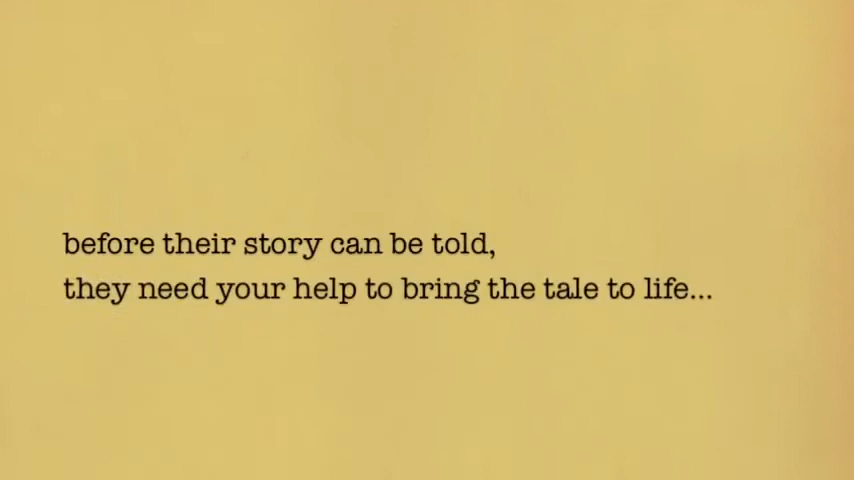 before their story can be told,
they need your help to bring the tale to life...